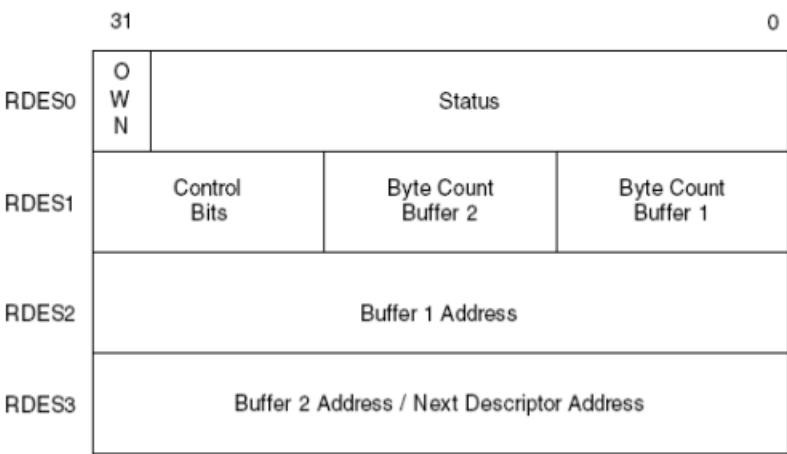 31 0
RDES0 O W N Status
RDES1 Control Bits Byte Count Buffer 2 Byte Count Buffer 1
RDES2 Buffer 1 Address
RDES3 Buffer 2 Address / Next Descriptor Address